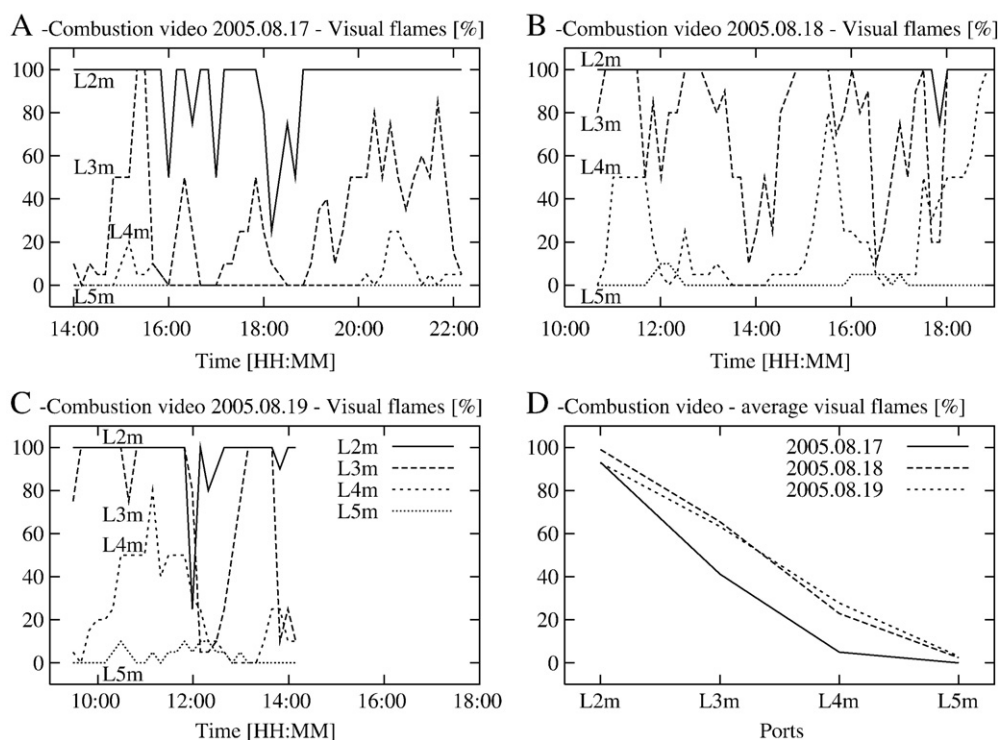 A -Combustion video 2005.08.17 - Visual flames [%]
100
80
60
40
20
0
L2m
L3m
L4m
L5m
14:00 16:00 18:00 20:00 22:00
Time [HH:MM]
B -Combustion video 2005.08.18 - Visual flames [%]
100
80
60
40
20
0
L2m
L3m
L4m
L5m
10:00 12:00 14:00 16:00 18:00
Time [HH:MM]
C -Combustion video 2005.08.19 - Visual flames [%]
100
80
60
40
20
0
L2m
L3m
L4m
L5m
L2m
L3m
L4m
L5m
10:00 12:00 14:00 16:00 18:00
Time [HH:MM]
D -Combustion video - average visual flames [%]
100
80
60
40
20
0
2005.08.17
2005.08.18
2005.08.19
L2m L3m L4m L5m
Ports